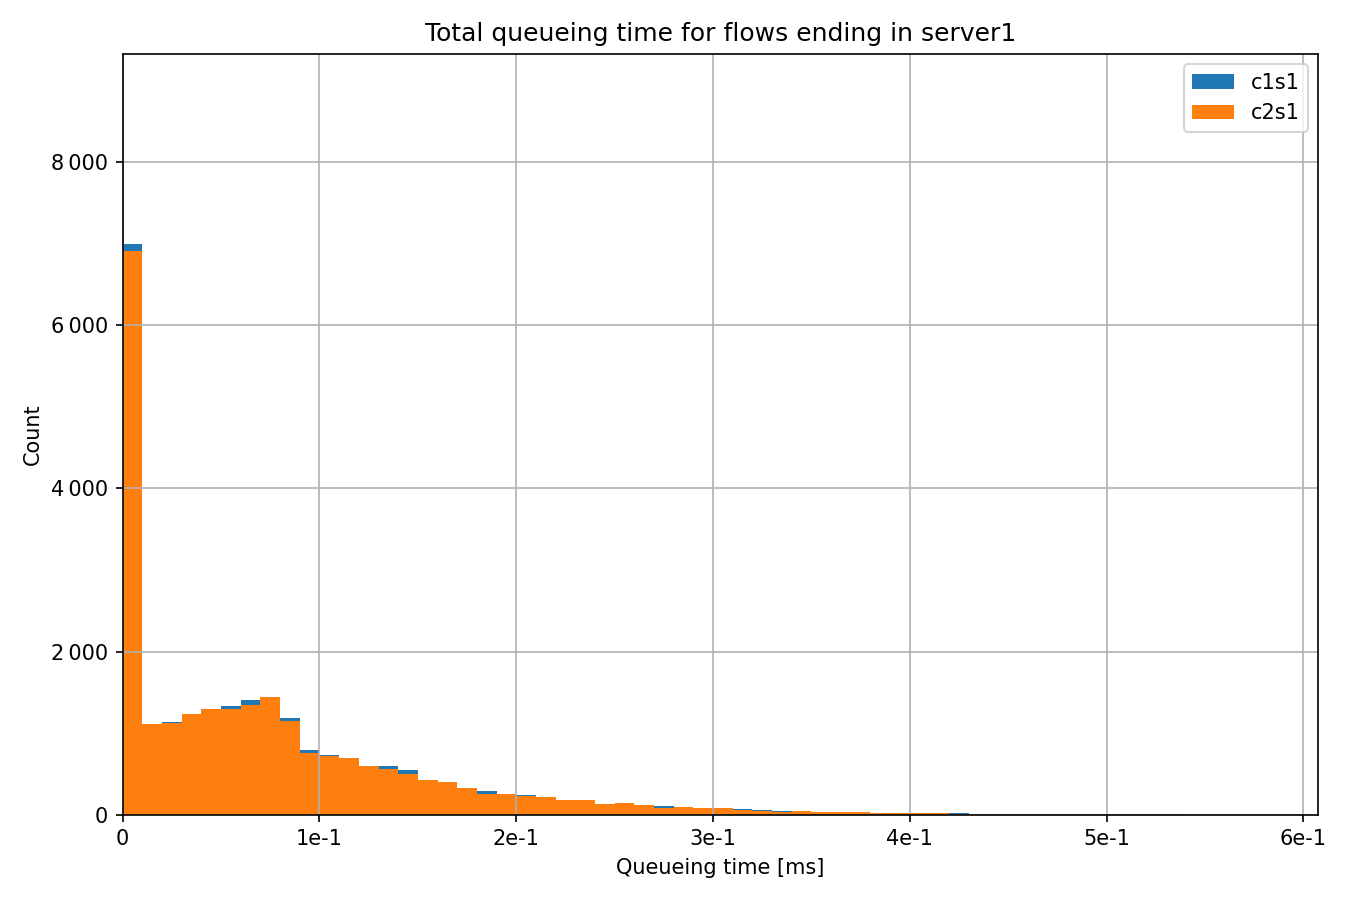 Total queueing time for flows ending in server1
c1s1
c2s1
8 000
6 000
4 000
2 000
0
Count
0 1e-1 2e-1 3e-1 4e-1 5e-1 6e-1
Queueing time [ms]